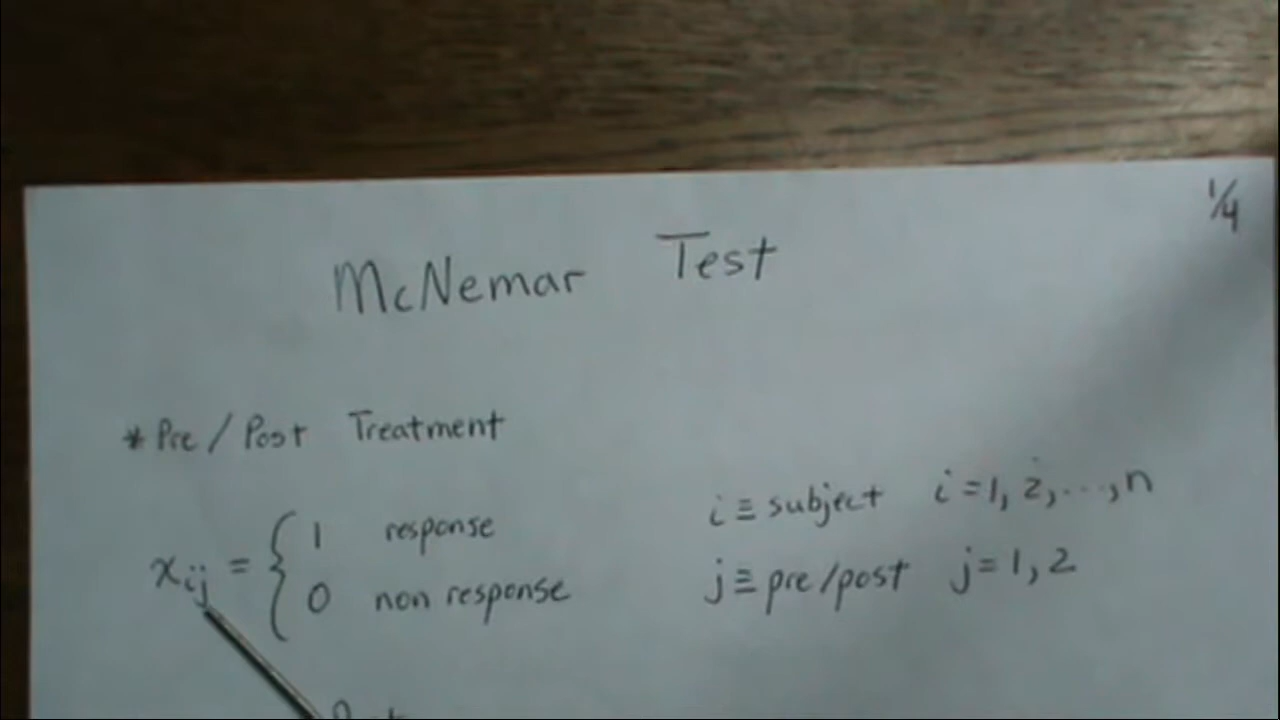 1/4
McNemar Test
* Pre / Post Treatment
x_ij = { 1 response
0 non response
i ≡ subject i = 1, 2, ..., n
j ≡ pre/post j = 1, 2